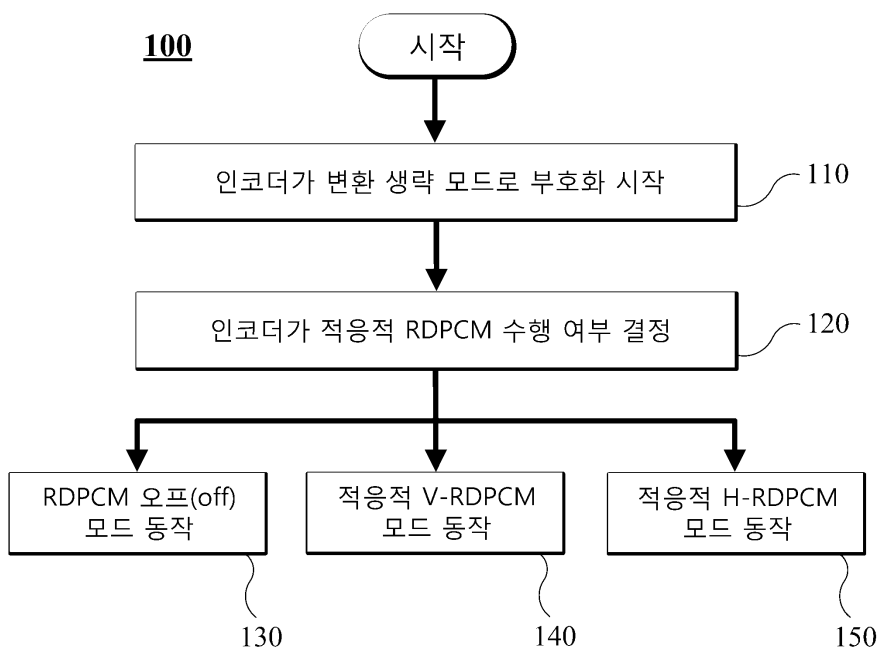 100
시작
인코더가 변환 생략 모드로 부호화 시작
110
인코더가 적응적 RDPCM 수행 여부 결정
120
RDPCM 오프(off)
모드 동작
적응적 V-RDPCM
모드 동작
적응적 H-RDPCM
모드 동작
130
140
150